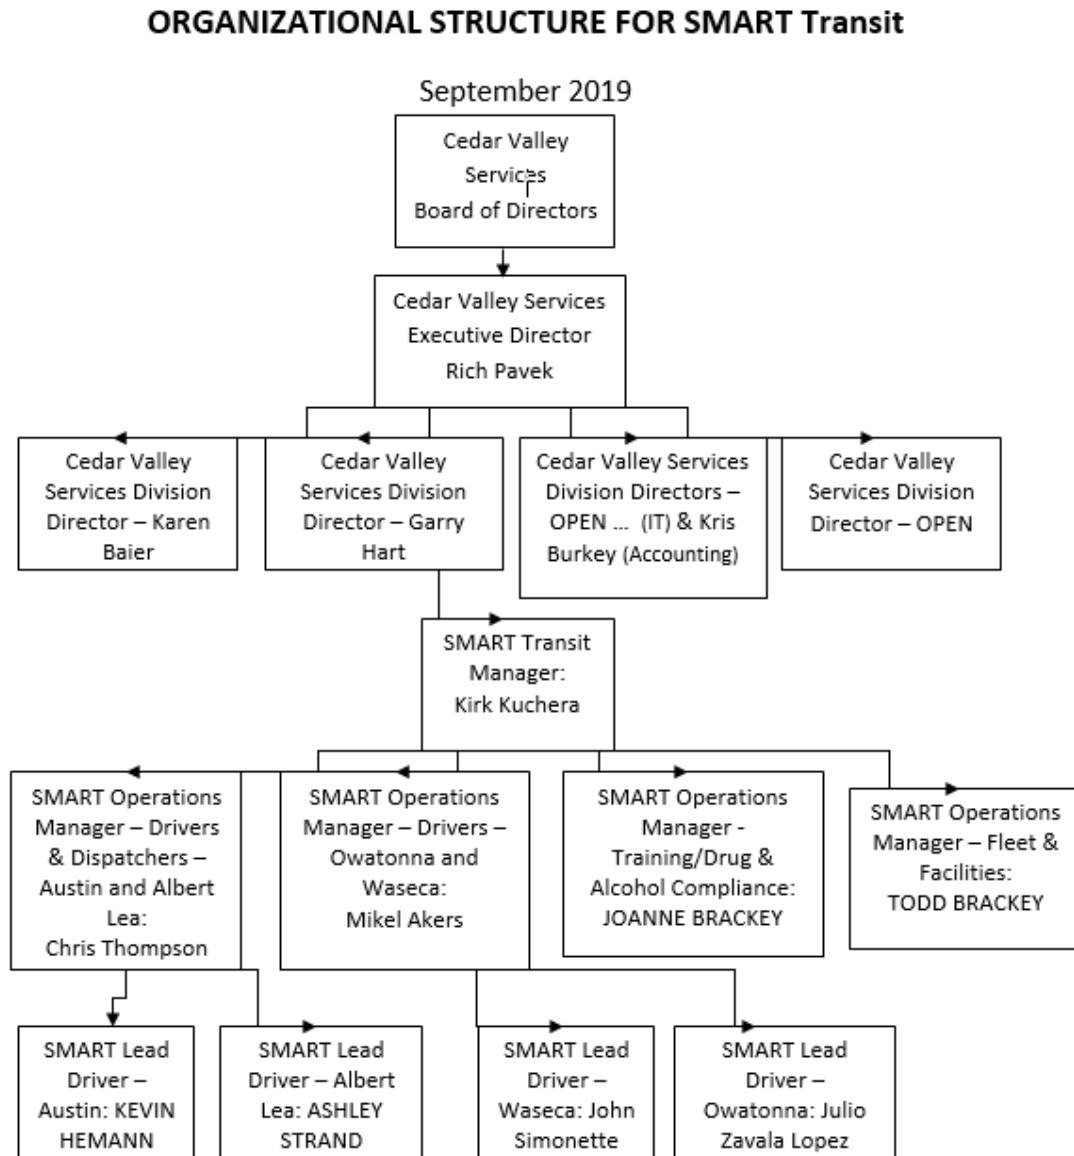 ORGANIZATIONAL STRUCTURE FOR SMART Transit
September 2019
Cedar Valley
Services
Board of Directors
Cedar Valley Services
Executive Director
Rich Pavek
Cedar Valley
Services Division
Director – Karen
Baier
Cedar Valley
Services Division
Director – Garry
Hart
Cedar Valley Services
Division Directors –
OPEN ... (IT) & Kris
Burkey (Accounting)
Cedar Valley
Services Division
Director – OPEN
SMART Transit
Manager:
Kirk Kuchera
SMART Operations
Manager – Drivers
& Dispatchers –
Austin and Albert
Lea:
Chris Thompson
SMART Operations
Manager – Drivers –
Owatonna and
Waseca:
Mikel Akers
SMART Operations
Manager -
Training/Drug &
Alcohol Compliance:
JOANNE BRACKEY
SMART Operations
Manager – Fleet &
Facilities:
TODD BRACKEY
SMART Lead
Driver –
Austin: KEVIN
HEMANN
SMART Lead
Driver – Albert
Lea: ASHLEY
STRAND
SMART Lead
Driver –
Waseca: John
Simonette
SMART Lead
Driver –
Owatonna: Julio
Zavala Lopez